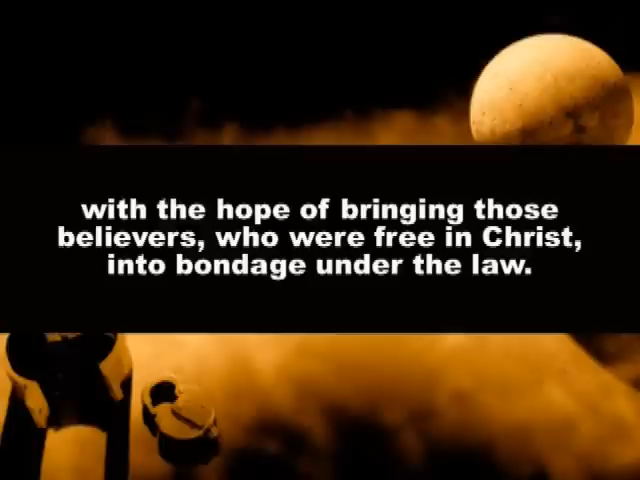 with the hope of bringing those
believers, who were free in Christ,
into bondage under the law.